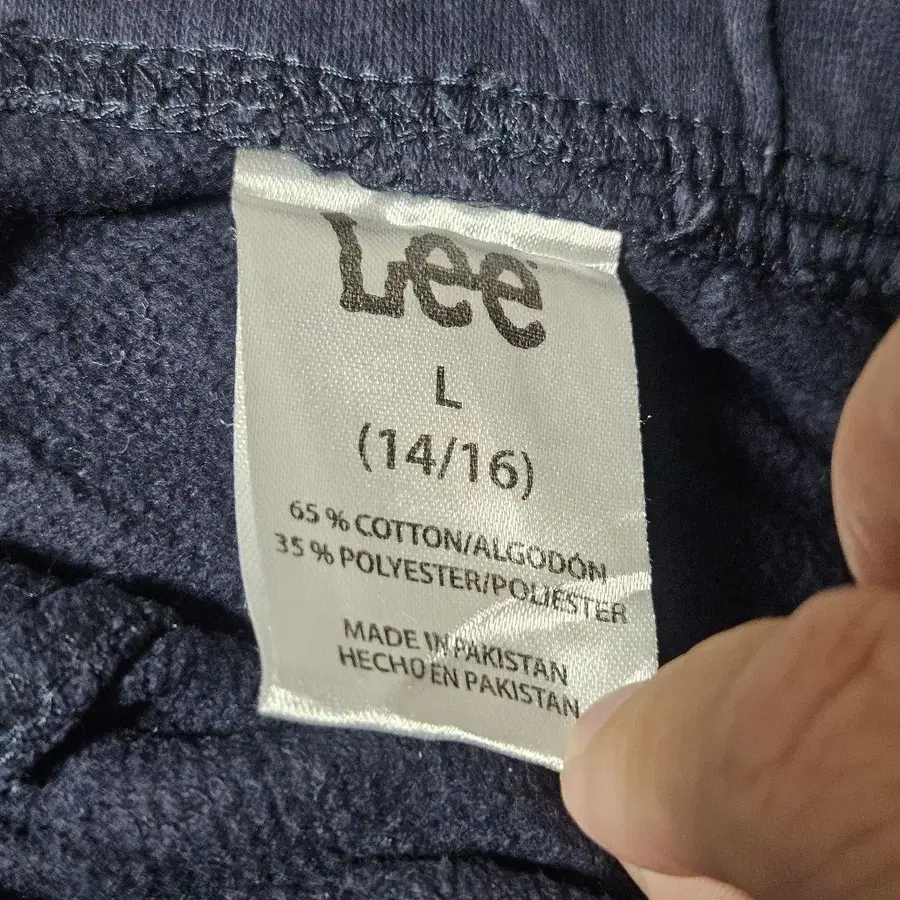 Lee
L
(14/16)
65 % COTTON/ALGODÓN
35 % POLYESTER/POLIESTER
MADE IN PAKISTAN
HECHO EN PAKISTAN